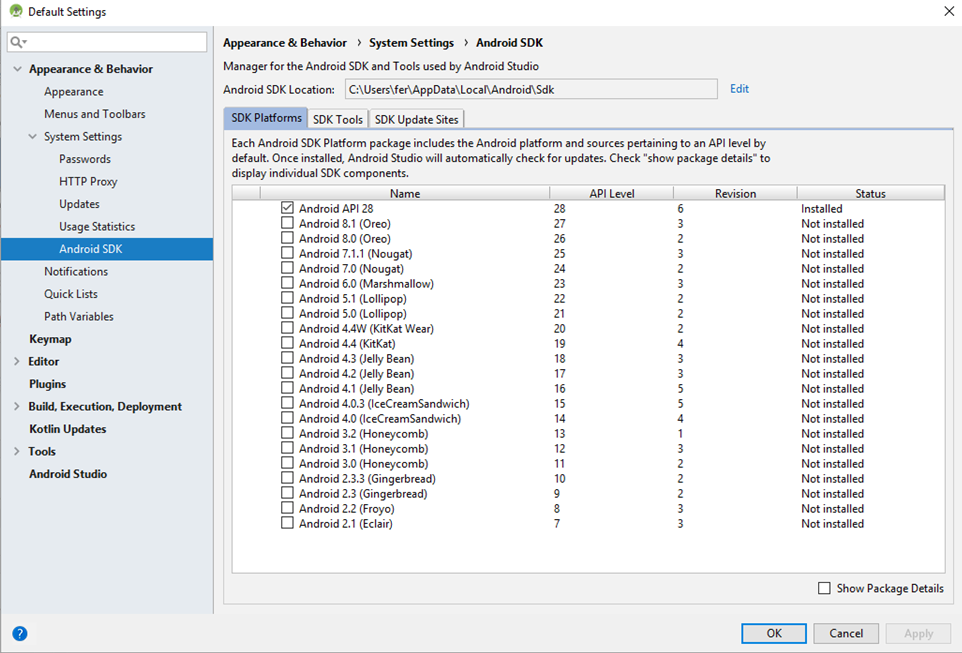 Default Settings
Appearance & Behavior
Appearance
Menus and Toolbars
System Settings
Passwords
HTTP Proxy
Updates
Usage Statistics
Android SDK
Notifications
Quick Lists
Path Variables
Keymap
Editor
Plugins
Build, Execution, Deployment
Kotlin Updates
Tools
Android Studio
Appearance & Behavior › System Settings › Android SDK
Manager for the Android SDK and Tools used by Android Studio
Android SDK Location: C:\Users\fer\AppData\Local\Android\Sdk Edit
SDK Platforms SDK Tools SDK Update Sites
Each Android SDK Platform package includes the Android platform and sources pertaining to an API level by
default. Once installed, Android Studio will automatically check for updates. Check "show package details" to
display individual SDK components.
Name API Level Revision Status
Android API 28 28 6 Installed
Android 8.1 (Oreo) 27 3 Not installed
Android 8.0 (Oreo) 26 2 Not installed
Android 7.1.1 (Nougat) 25 3 Not installed
Android 7.0 (Nougat) 24 2 Not installed
Android 6.0 (Marshmallow) 23 3 Not installed
Android 5.1 (Lollipop) 22 2 Not installed
Android 5.0 (Lollipop) 21 2 Not installed
Android 4.4W (KitKat Wear) 20 2 Not installed
Android 4.4 (KitKat) 19 4 Not installed
Android 4.3 (Jelly Bean) 18 3 Not installed
Android 4.2 (Jelly Bean) 17 3 Not installed
Android 4.1 (Jelly Bean) 16 5 Not installed
Android 4.0.3 (IceCreamSandwich) 15 5 Not installed
Android 4.0 (IceCreamSandwich) 14 4 Not installed
Android 3.2 (Honeycomb) 13 1 Not installed
Android 3.1 (Honeycomb) 12 3 Not installed
Android 3.0 (Honeycomb) 11 2 Not installed
Android 2.3.3 (Gingerbread) 10 2 Not installed
Android 2.3 (Gingerbread) 9 2 Not installed
Android 2.2 (Froyo) 8 3 Not installed
Android 2.1 (Eclair) 7 3 Not installed
Show Package Details
? OK Cancel Apply